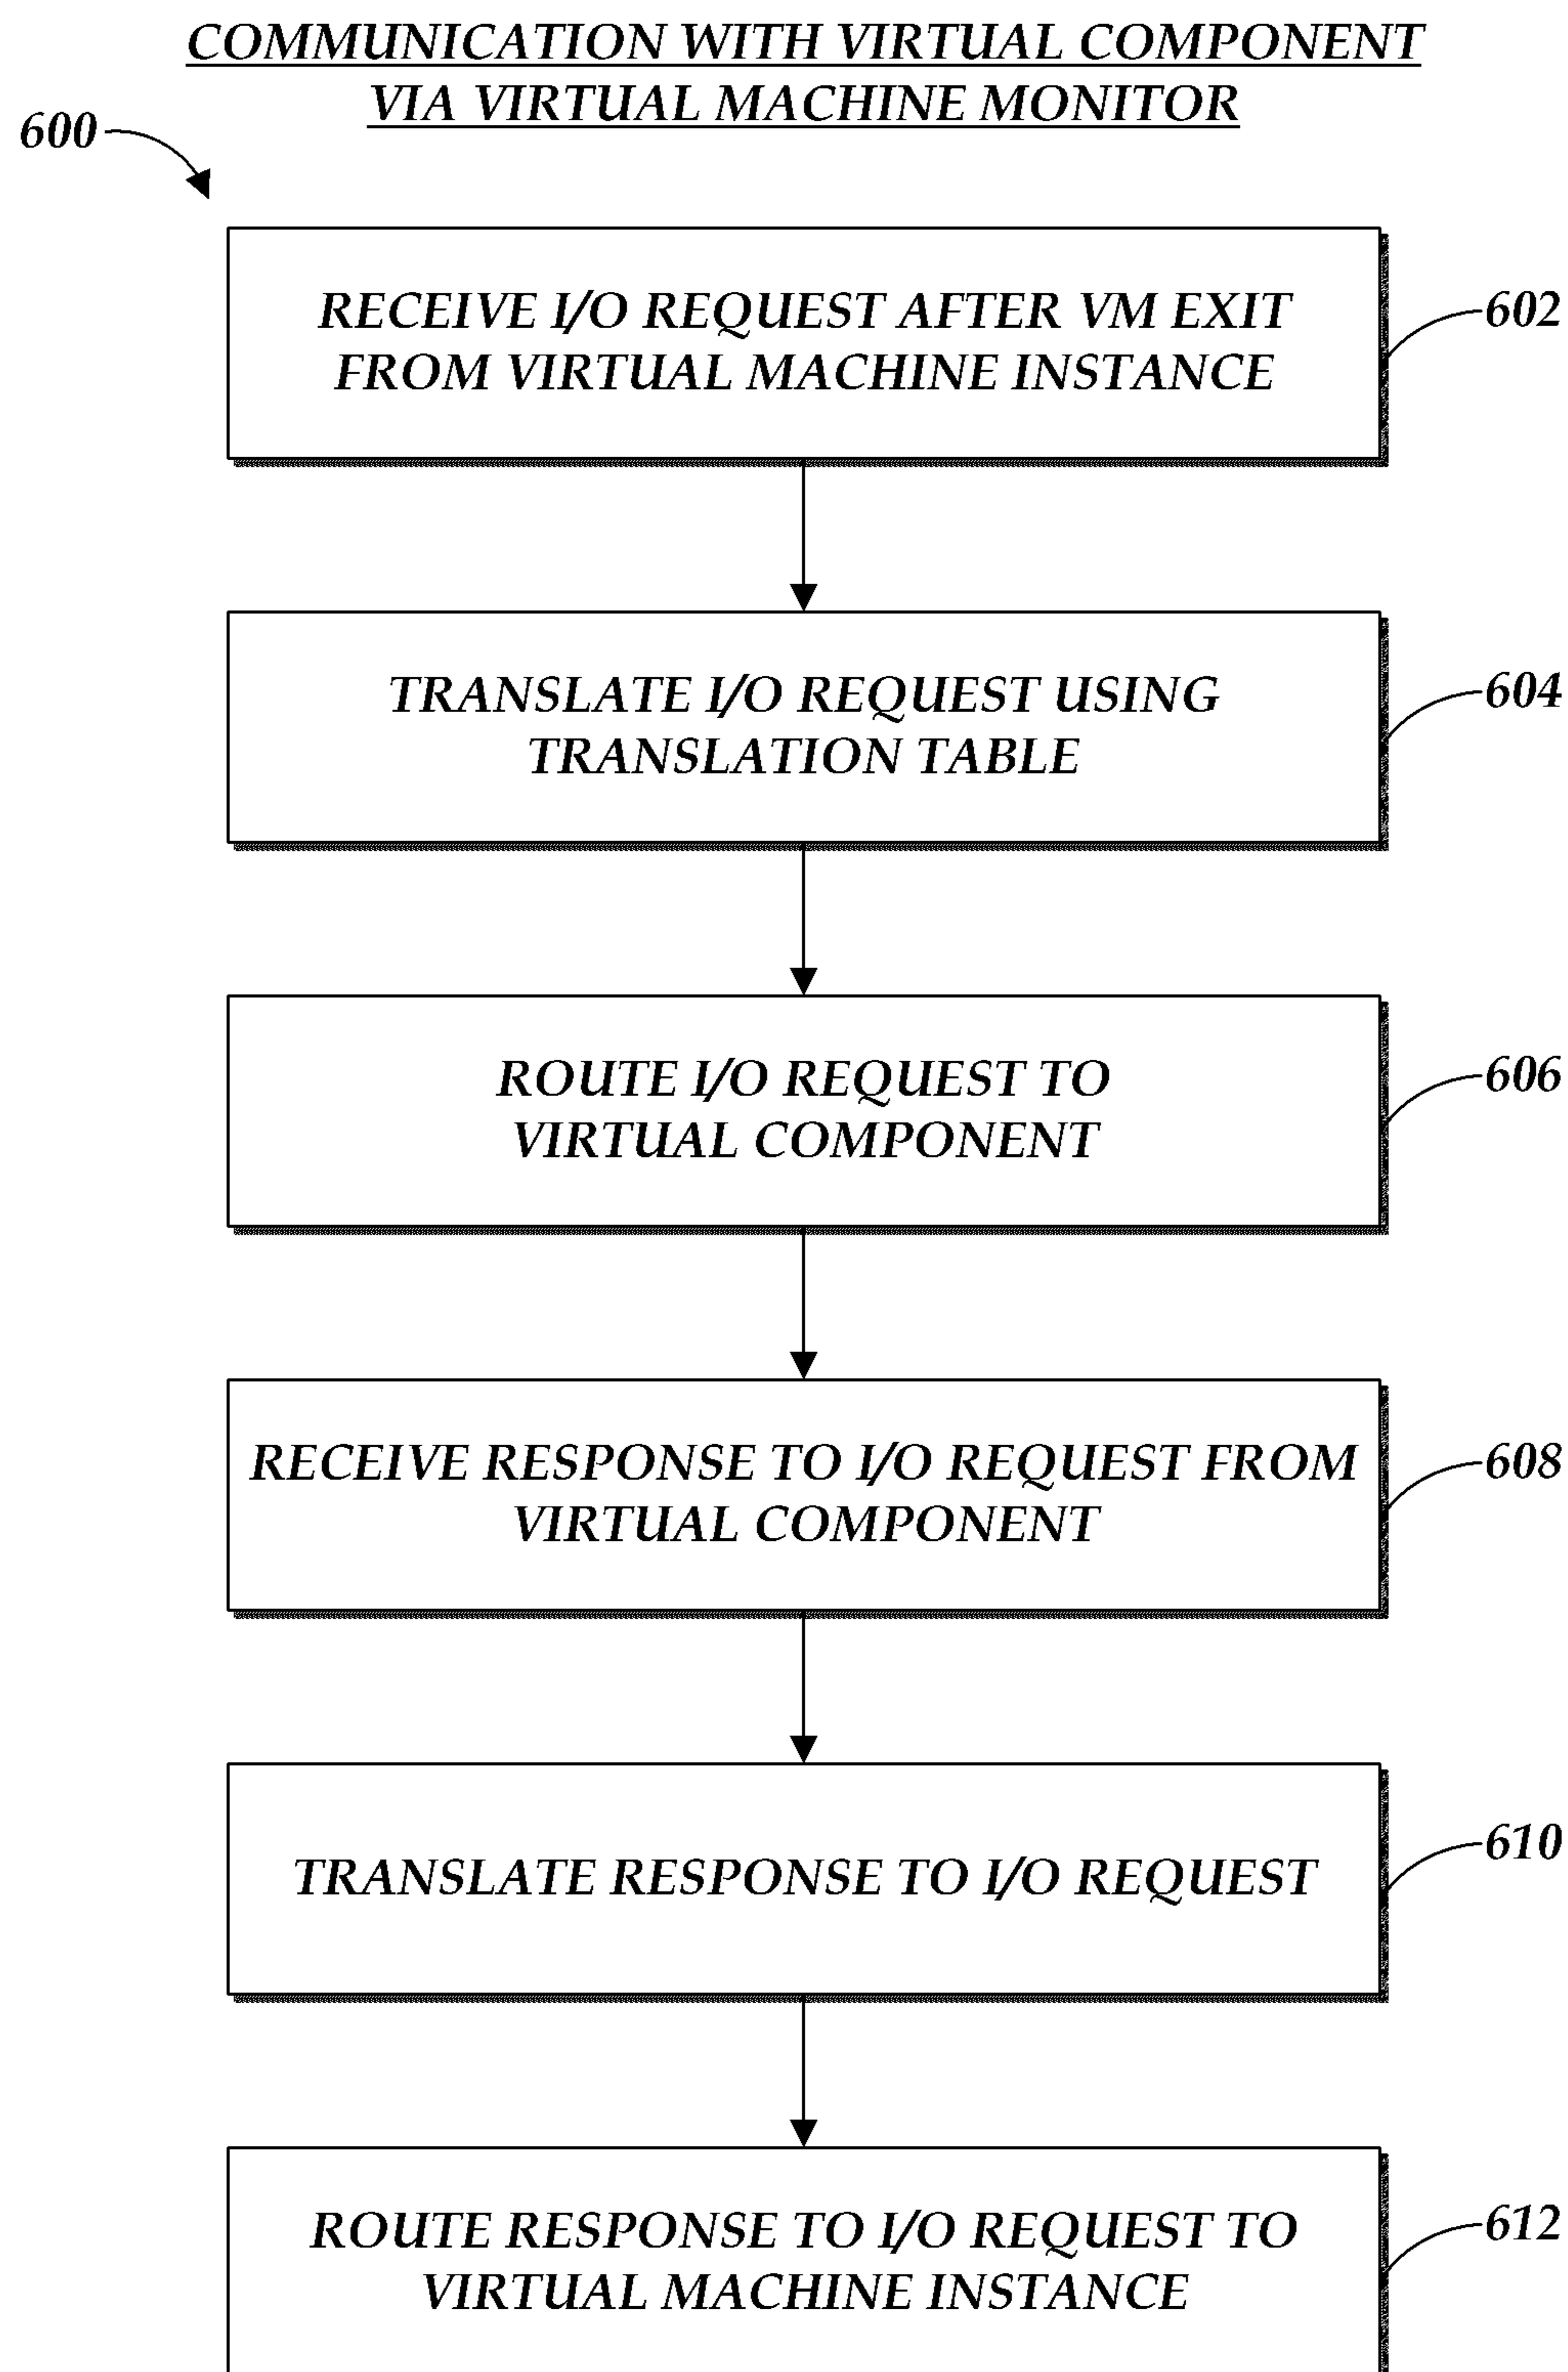 COMMUNICATION WITH VIRTUAL COMPONENT
VIA VIRTUAL MACHINE MONITOR
600
RECEIVE I/O REQUEST AFTER VM EXIT
FROM VIRTUAL MACHINE INSTANCE
602
TRANSLATE I/O REQUEST USING
TRANSLATION TABLE
604
ROUTE I/O REQUEST TO
VIRTUAL COMPONENT
606
RECEIVE RESPONSE TO I/O REQUEST FROM
VIRTUAL COMPONENT
608
TRANSLATE RESPONSE TO I/O REQUEST
610
ROUTE RESPONSE TO I/O REQUEST TO
VIRTUAL MACHINE INSTANCE
612